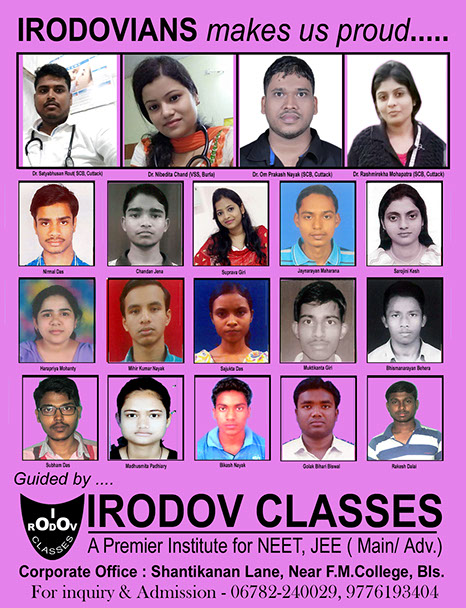 IRODOVIANS makes us proud.....
Dr. Satyabhusan Rout( SCB, Cuttack)
Dr. Nibedita Chand (VSS, Burla)
Dr. Om Prakash Nayak (SCB, Cuttack)
Dr. Rashmirekha Mohapatra (SCB, Cuttack)
Nirmal Das
Chandan Jena
Suprava Giri
Jaynarayan Maharana
Sarojini Kesh
Harapriya Mohanty
Mihir Kumar Nayak
Sajukta Das
Muktikanta Giri
Bhismanarayan Behera
Subham Das
Madhusmita Padhiary
Bikash Nayak
Golak Bihari Biswal
Rakesh Dalai
Guided by ....
I
RODOV
CLASSES
IRODOV CLASSES
A Premier Institute for NEET, JEE ( Main/ Adv.)
Corporate Office : Shantikanan Lane, Near F.M.College, Bls.
For inquiry & Admission - 06782-240029, 9776193404